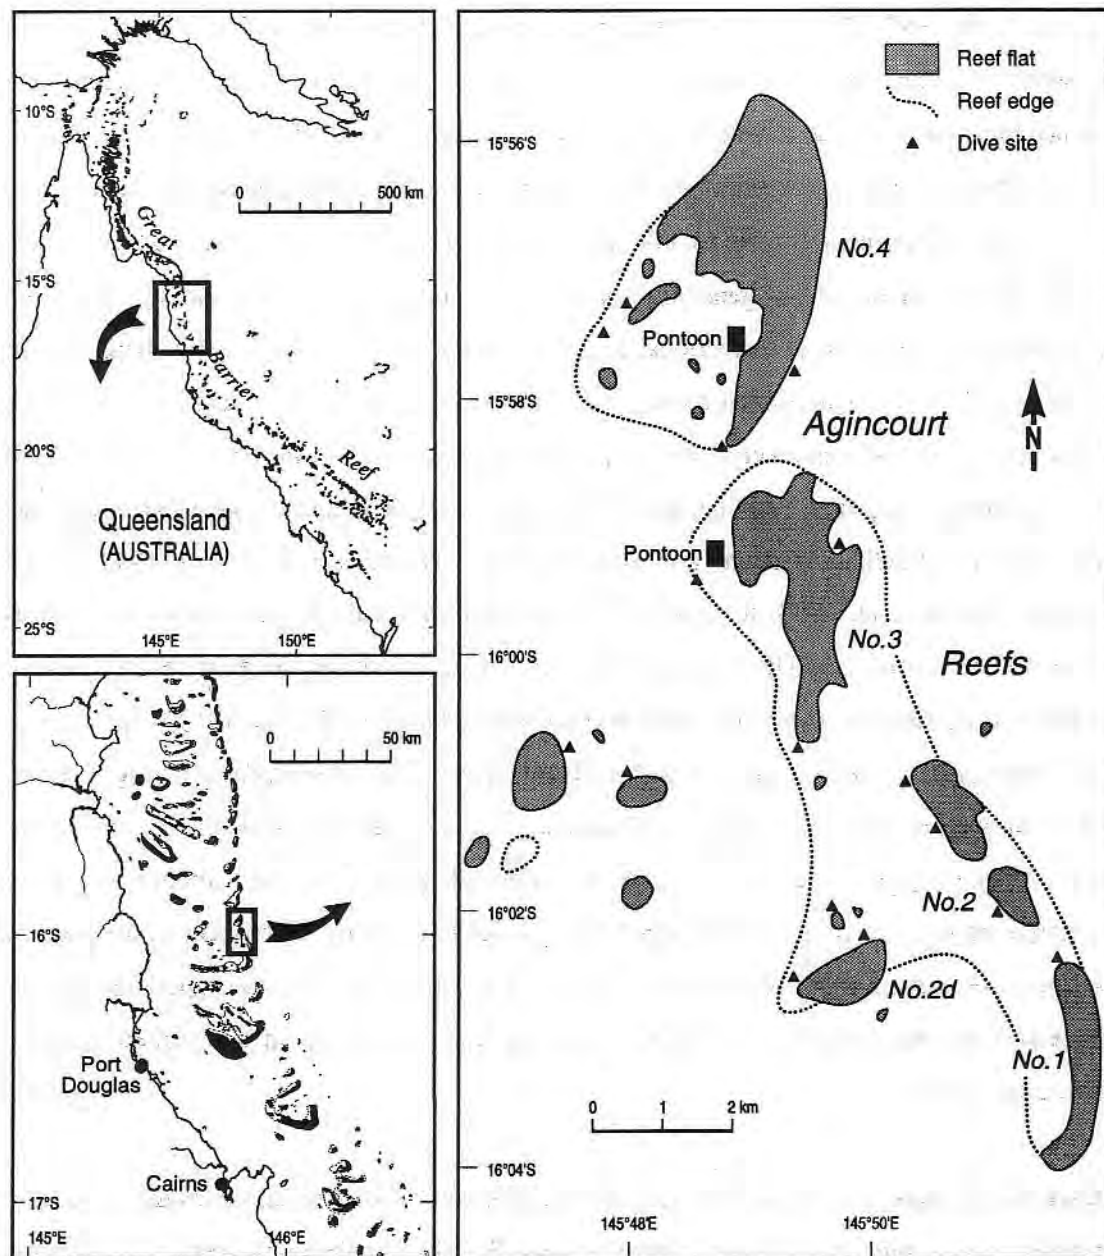 10°S
15°S
20°S
25°S
145°E
150°E
0
500 km
Great
Barrier
Reef
Queensland
(AUSTRALIA)
0
50 km
16°S
17°S
145°E
146°E
Port
Douglas
Cairns
Reef flat
Reef edge
Dive site
15°56'S
15°58'S
16°00'S
16°02'S
16°04'S
145°48'E
145°50'E
No.4
Pontoon
N
Agincourt
Pontoon
No.3
Reefs
No.2
No.2d
No.1
0
1
2 km